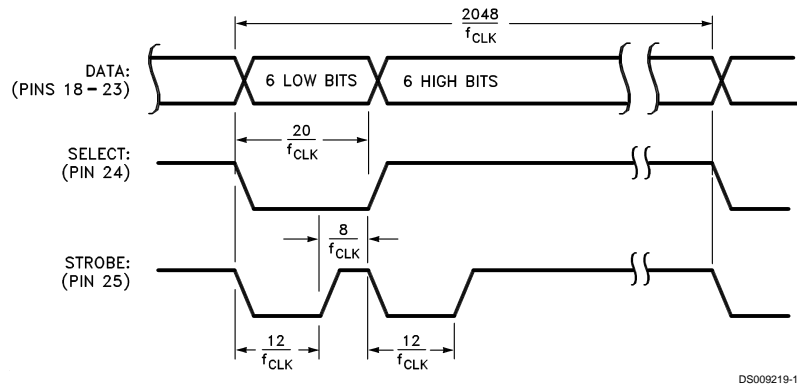 2048
fCLK
DATA:
(PINS 18 – 23)
6 LOW BITS
6 HIGH BITS
20
fCLK
SELECT:
(PIN 24)
8
fCLK
STROBE:
(PIN 25)
12
fCLK
12
fCLK
DS009219-1